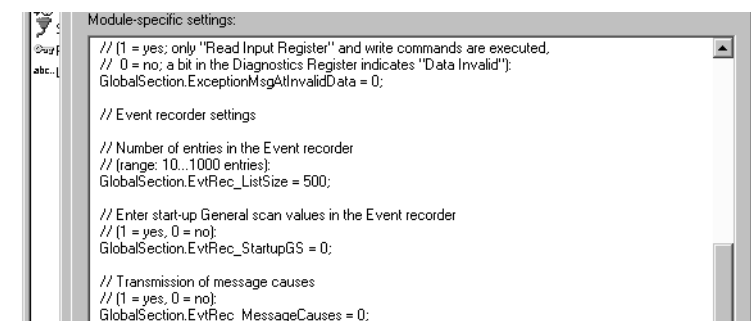 Module-specific settings:
// (1 = yes; only "Read Input Register" and write commands are executed,
//  0 = no; a bit in the Diagnostics Register indicates "Data Invalid"):
GlobalSection.ExceptionMsgAtInvalidData = 0;
// Event recorder settings
// Number of entries in the Event recorder
// (range: 10...1000 entries):
GlobalSection.EvtRec_ListSize = 500;
// Enter start-up General scan values in the Event recorder
// (1 = yes, 0 = no):
GlobalSection.EvtRec_StartupGS = 0;
// Transmission of message causes
// (1 = yes, 0 = no):
GlobalSection.EvtRec_MessageCauses = 0;
abc..